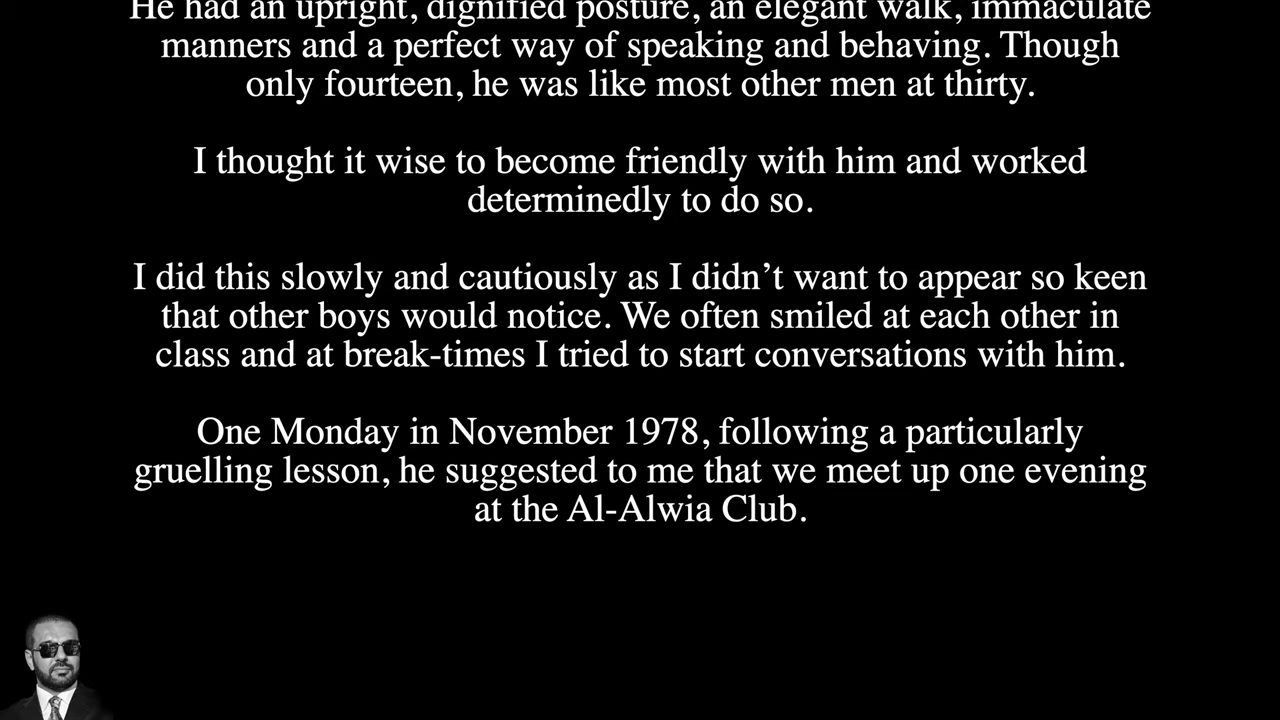 He had an upright, dignified posture, an elegant walk, immaculate
manners and a perfect way of speaking and behaving. Though
only fourteen, he was like most other men at thirty.
I thought it wise to become friendly with him and worked
determinedly to do so.
I did this slowly and cautiously as I didn’t want to appear so keen
that other boys would notice. We often smiled at each other in
class and at break-times I tried to start conversations with him.
One Monday in November 1978, following a particularly
gruelling lesson, he suggested to me that we meet up one evening
at the Al-Alwia Club.